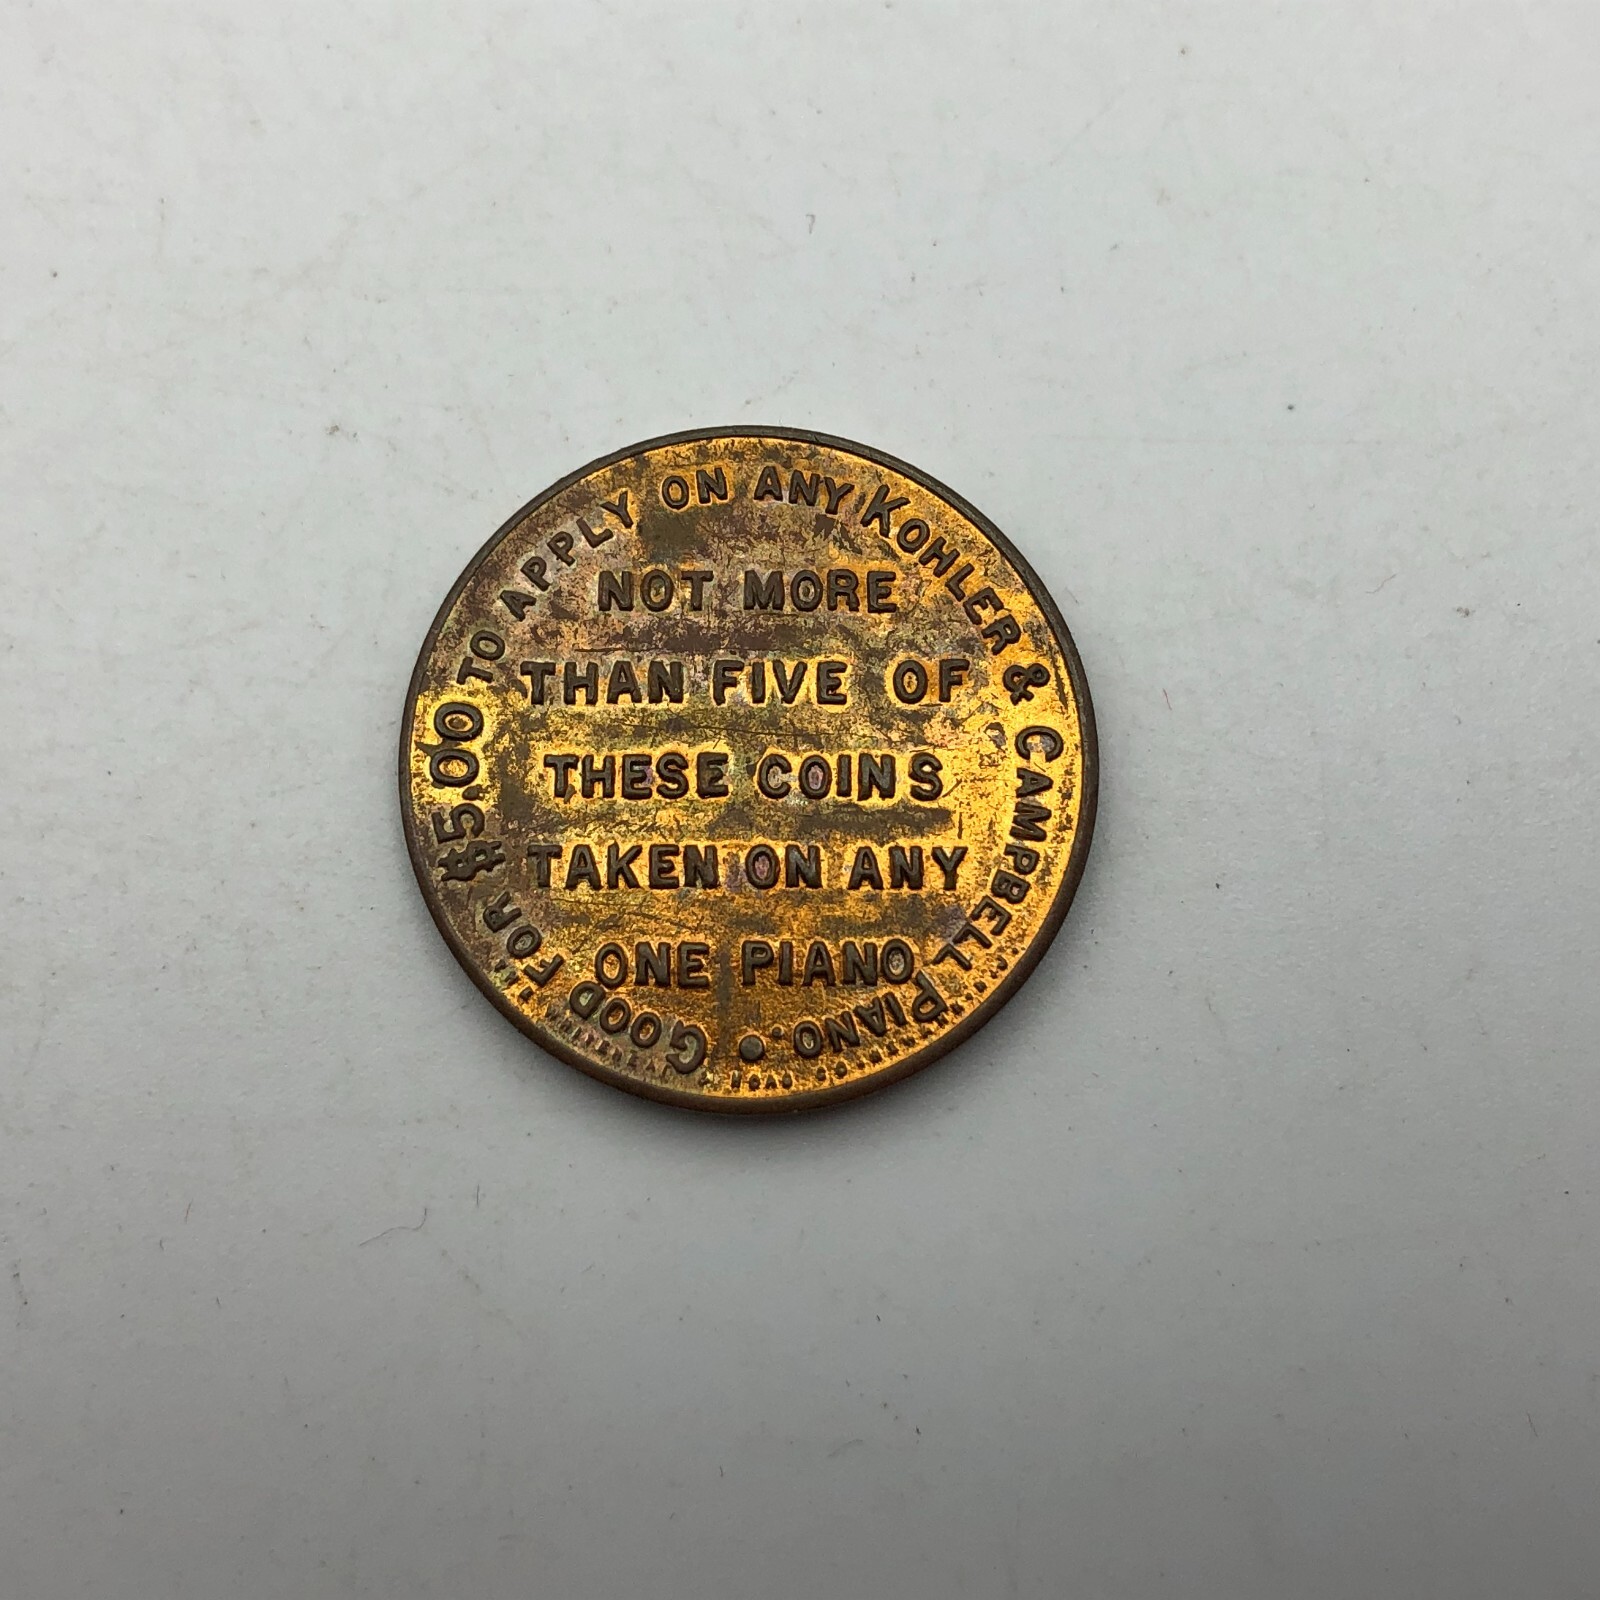 GOOD FOR $5.00 TO APPLY ON ANY KOHLER & CAMPBELL PIANO.
NOT MORE
THAN FIVE OF
THESE COINS
TAKEN ON ANY
ONE PIANO